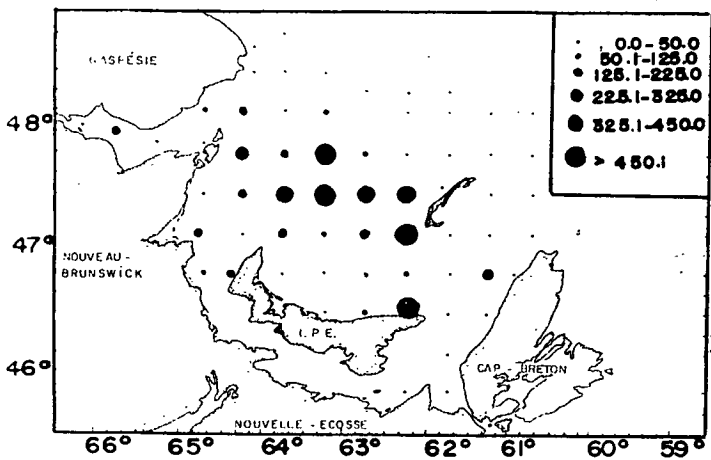 GASPÉSIE
0.0-50.0
50.1-125.0
125.1-225.0
225.1-325.0
325.1-450.0
> 450.1
48°
47°
NOUVEAU-
BRUNSWICK
I.P.E.
46°
CAP-BRETON
NOUVELLE-ECOSSE
66° 65° 64° 63° 62° 61° 60° 59°